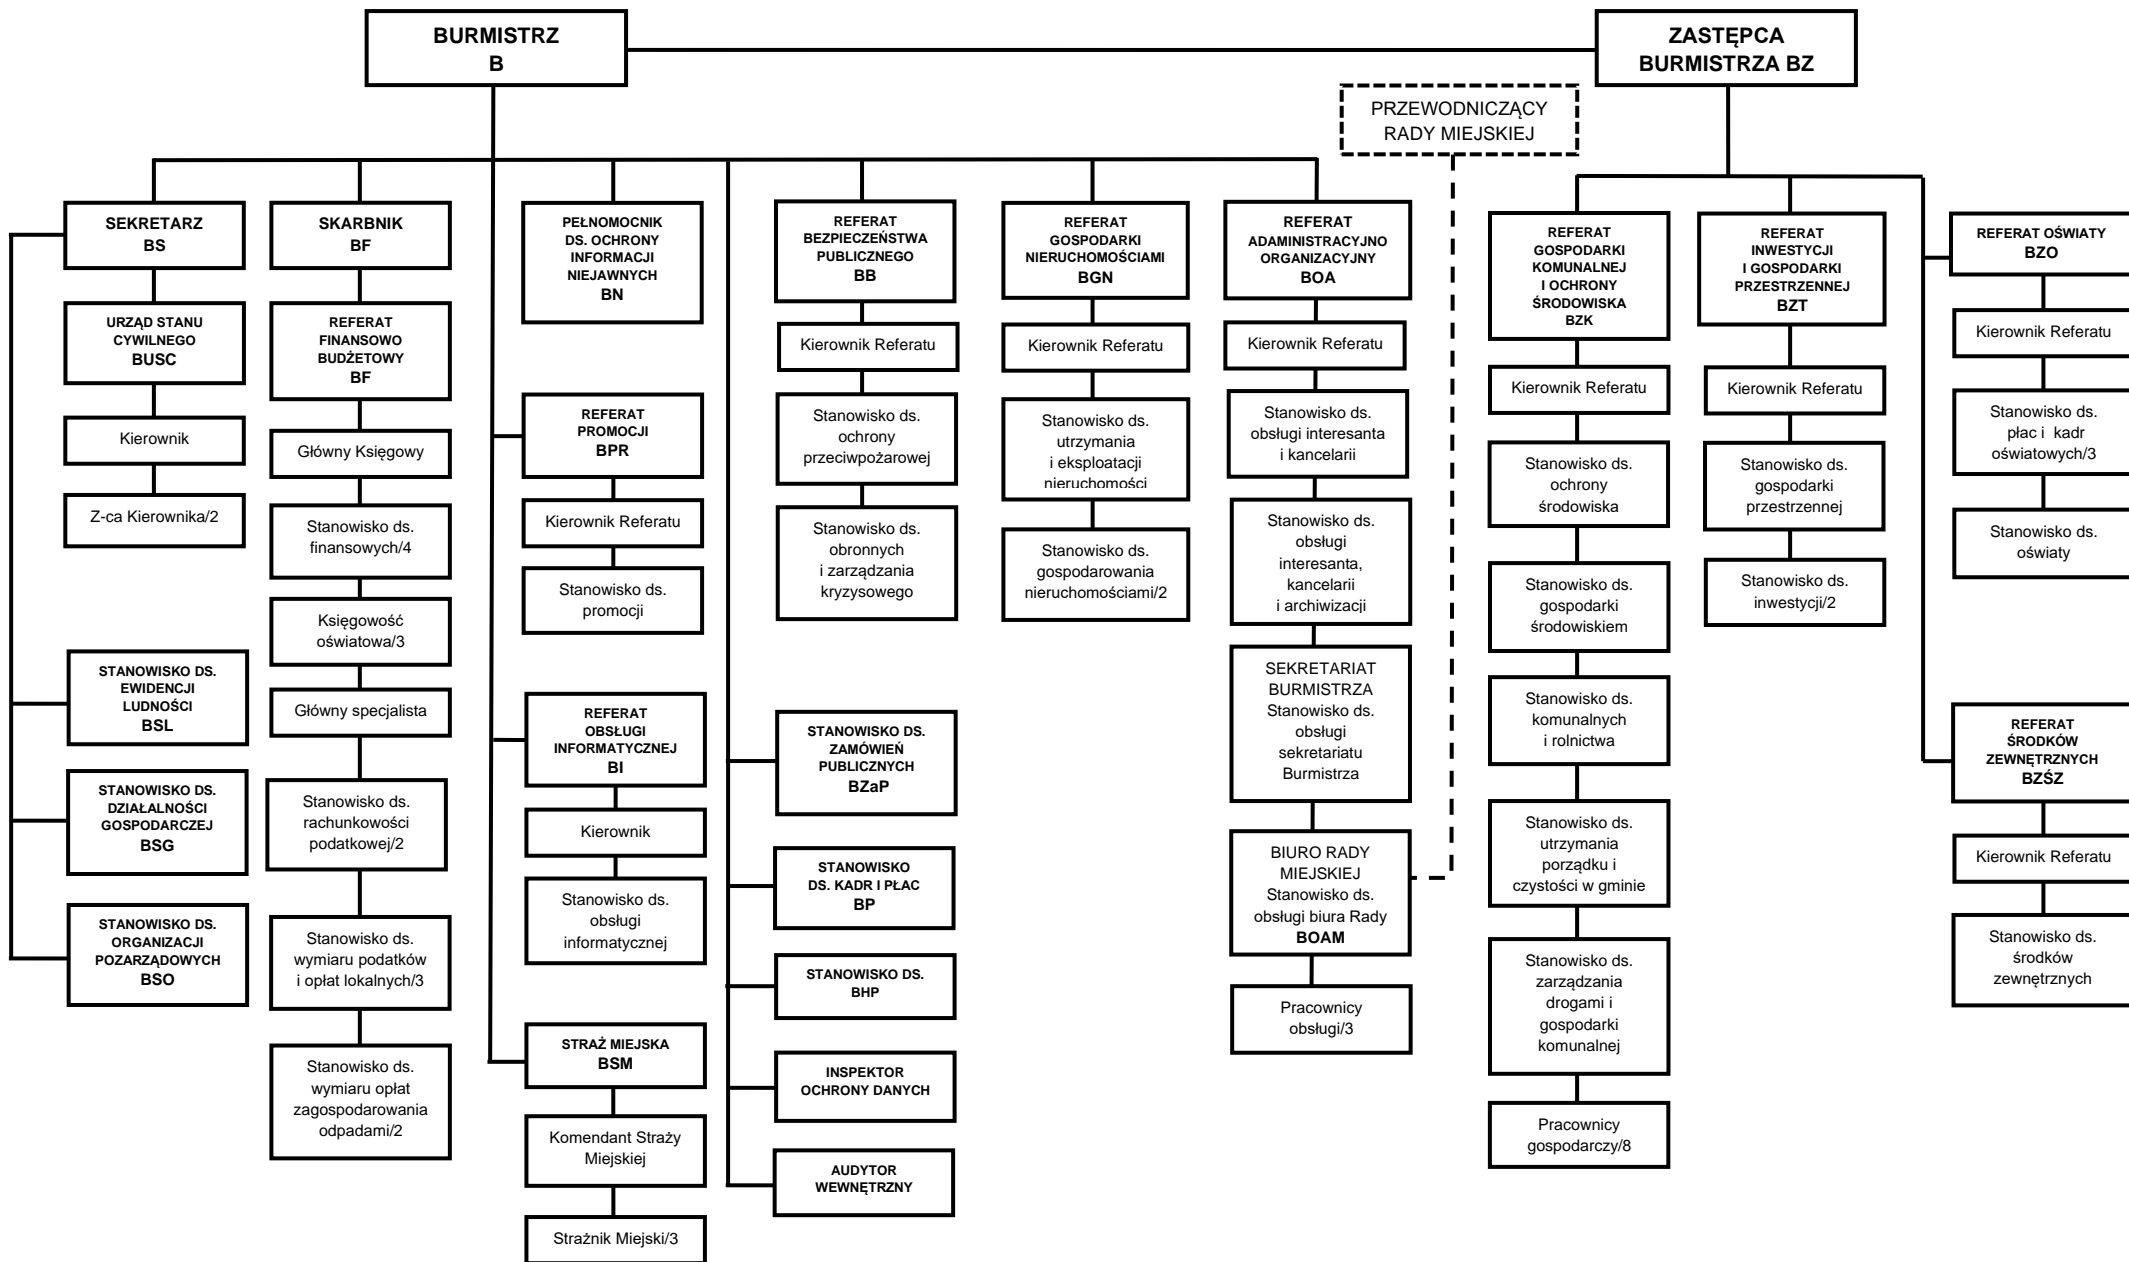 BURMISTRZ
B
ZASTĘPCA
BURMISTRZA BZ
PRZEWODNICZĄCY
RADY MIEJSKIEJ
SEKRETARZ
BS
URZĄD STANU
CYWILNEGO
BUSC
Kierownik
Z-ca Kierownika/2
STANOWISKO DS.
EWIDENCJI
LUDNOŚCI
BSL
STANOWISKO DS.
DZIAŁALNOŚCI
GOSPODARCZEJ
BSG
STANOWISKO DS.
ORGANIZACJI
POZARZĄDOWYCH
BSO
SKARBNIK
BF
REFERAT
FINANSOWO
BUDŻETOWY
BF
Główny Księgowy
Stanowisko ds.
finansowych/4
Księgowość
oświatowa/3
Główny specjalista
Stanowisko ds.
rachunkowości
podatkowej/2
Stanowisko ds.
wymiaru podatków
i opłat lokalnych/3
Stanowisko ds.
wymiaru opłat
zagospodarowania
odpadami/2
PEŁNOMOCNIK
DS. OCHRONY
INFORMACJI
NIEJAWNYCH
BN
REFERAT
PROMOCJI
BPR
Kierownik Referatu
Stanowisko ds.
promocji
REFERAT
OBSŁUGI
INFORMATYCZNEJ
BI
Kierownik
Stanowisko ds.
obsługi
informatycznej
STRAŻ MIEJSKA
BSM
Komendant Straży
Miejskiej
Strażnik Miejski/3
REFERAT
BEZPIECZEŃSTWA
PUBLICZNEGO
BB
Kierownik Referatu
Stanowisko ds.
ochrony
przeciwpożarowej
Stanowisko ds.
obronnych
i zarządzania
kryzysowego
STANOWISKO DS.
ZAMÓWIEŃ
PUBLICZNYCH
BZaP
STANOWISKO
DS. KADR I PŁAC
BP
STANOWISKO DS.
BHP
INSPEKTOR
OCHRONY DANYCH
AUDYTOR
WEWNĘTRZNY
REFERAT
GOSPODARKI
NIERUCHOMOŚCIAMI
BGN
Kierownik Referatu
Stanowisko ds.
utrzymania
i eksploatacji
nieruchomości
Stanowisko ds.
gospodarowania
nieruchomościami/2
REFERAT
ADAMINISTRACYJNO
ORGANIZACYJNY
BOA
Kierownik Referatu
Stanowisko ds.
obsługi interesanta
i kancelarii
Stanowisko ds.
obsługi
interesanta,
kancelarii
i archiwizacji
SEKRETARIAT
BURMISTRZA
Stanowisko ds.
obsługi
sekretariatu
Burmistrza
BIURO RADY
MIEJSKIEJ
Stanowisko ds.
obsługi biura Rady
BOAM
Pracownicy
obsługi/3
REFERAT
GOSPODARKI
KOMUNALNEJ
I OCHRONY
ŚRODOWISKA
BZK
Kierownik Referatu
Stanowisko ds.
ochrony
środowiska
Stanowisko ds.
gospodarki
środowiskiem
Stanowisko ds.
komunalnych
i rolnictwa
Stanowisko ds.
utrzymania
porządku i
czystości w gminie
Stanowisko ds.
zarządzania
drogami i
gospodarki
komunalnej
Pracownicy
gospodarczy/8
REFERAT
INWESTYCJI
I GOSPODARKI
PRZESTRZENNEJ
BZT
Kierownik Referatu
Stanowisko ds.
gospodarki
przestrzennej
Stanowisko ds.
inwestycji/2
REFERAT OŚWIATY
BZO
Kierownik Referatu
Stanowisko ds.
płac i kadr
oświatowych/3
Stanowisko ds.
oświaty
REFERAT
ŚRODKÓW
ZEWNĘTRZNYCH
BZŚZ
Kierownik Referatu
Stanowisko ds.
środków
zewnętrznych